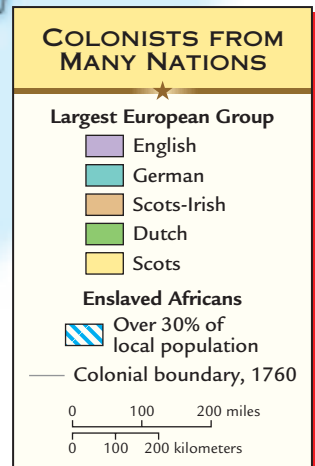 COLONISTS FROM
MANY NATIONS
Largest European Group
English
German
Scots-Irish
Dutch
Scots
Enslaved Africans
Over 30% of
local population
Colonial boundary, 1760
0 100 200 miles
0 100 200 kilometers